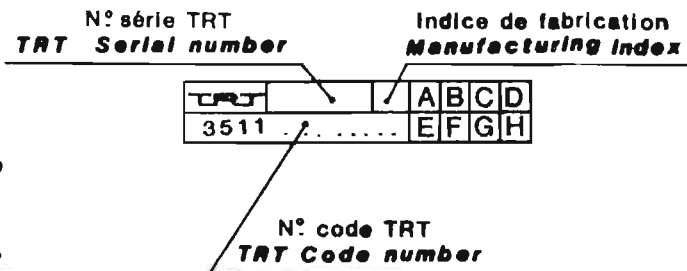 N° série TRT
TRT Serial number
Indice de fabrication
Manufacturing index
TRT A B C D
3511 . . . . . . . . E F G H
N° code TRT
TRT Code number